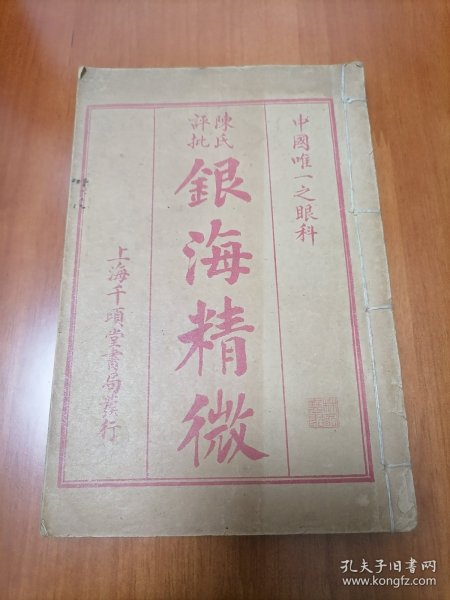 中國唯一之眼科
陳氏
評批
銀海精微
上海千頃堂書局發行
孔夫子旧书网
www.kongfz.com